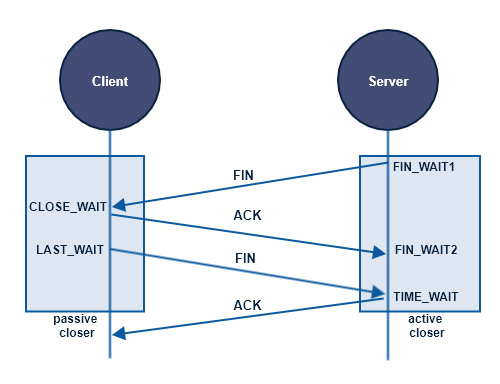 Client
Server
FIN_WAIT1
FIN
CLOSE_WAIT
ACK
LAST_WAIT
FIN_WAIT2
FIN
TIME_WAIT
ACK
passive
closer
active
closer